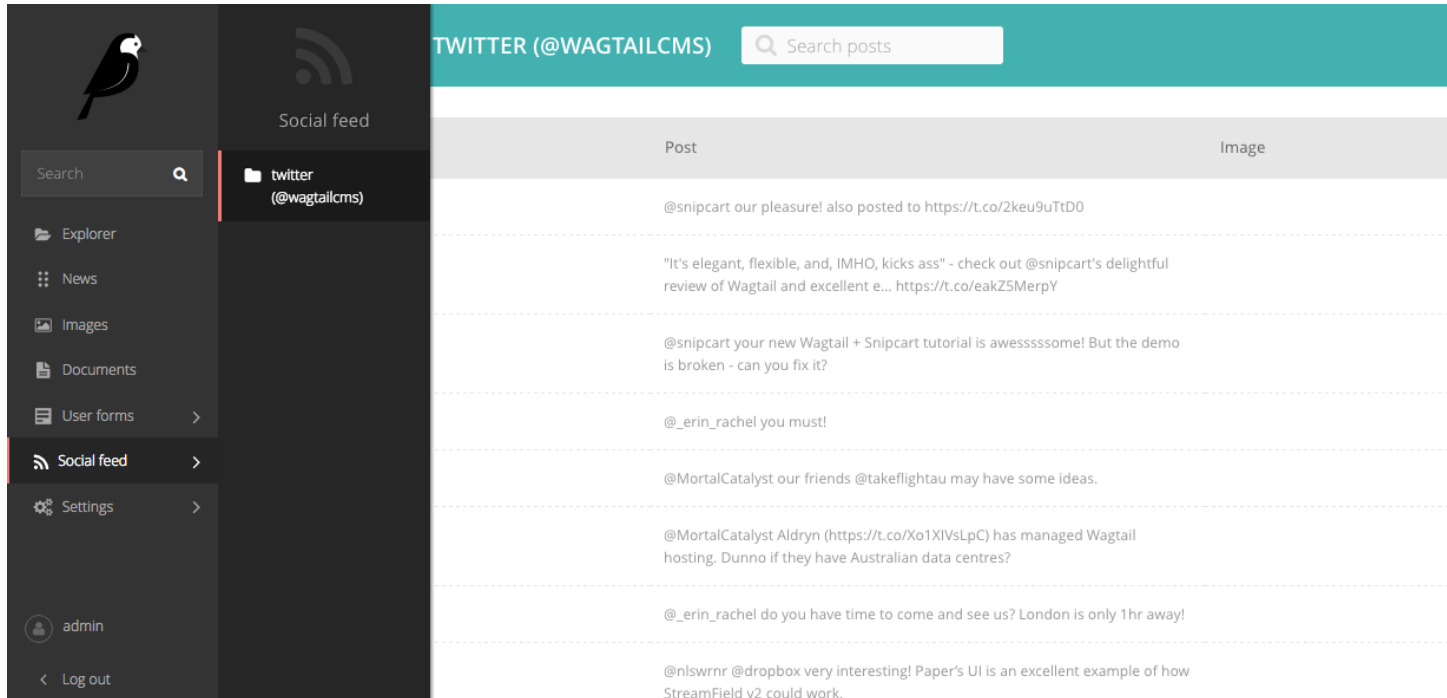 Search
Explorer
News
Images
Documents
User forms
Social feed
Settings
admin
Log out
Social feed
twitter
(@wagtailcms)
TWITTER (@WAGTAILCMS)
Search posts
Post
Image
@snipcart our pleasure! also posted to https://t.co/2keu9uTtD0
"It's elegant, flexible, and, IMHO, kicks ass" - check out @snipcart's delightful
review of Wagtail and excellent e... https://t.co/eakZ5MerpY
@snipcart your new Wagtail + Snipcart tutorial is awesssssome! But the demo
is broken - can you fix it?
@_erin_rachel you must!
@MortalCatalyst our friends @takeflightau may have some ideas.
@MortalCatalyst Aldryn (https://t.co/Xo1XIVsLpC) has managed Wagtail
hosting. Dunno if they have Australian data centres?
@_erin_rachel do you have time to come and see us? London is only 1hr away!
@nlswrnr @dropbox very interesting! Paper's UI is an excellent example of how
StreamField v2 could work.